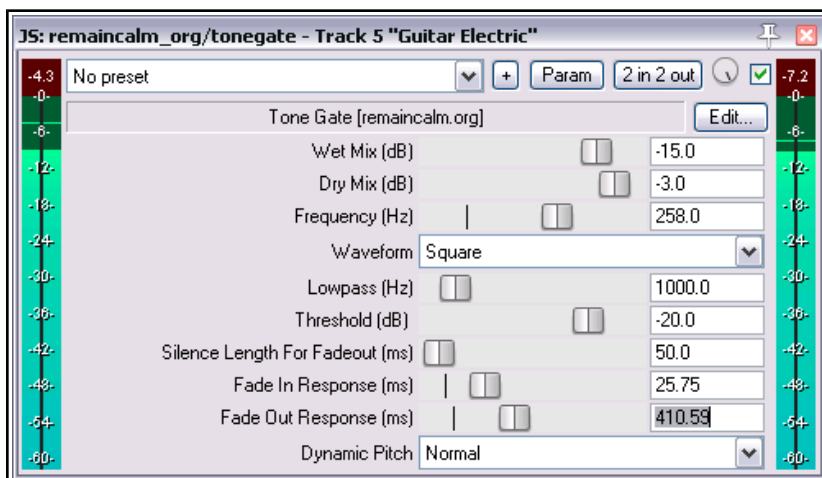 JS: remaincalm_org/tonegate - Track 5 "Guitar Electric"
-4.3 No preset + Param 2 in 2 out -7.2
-0- -0-
Tone Gate [remaincalm.org] Edit...
-6- -6-
Wet Mix (dB) -15.0
-12- -12-
Dry Mix (dB) -3.0
-18- -18-
Frequency (Hz) 258.0
-24- -24-
Waveform Square
-30- -30-
Lowpass (Hz) 1000.0
-36- -36-
Threshold (dB) -20.0
-42- -42-
Silence Length For Fadeout (ms) 50.0
-48- -48-
Fade In Response (ms) 25.75
-54- -54-
Fade Out Response (ms) 410.59
-60- -60-
Dynamic Pitch Normal